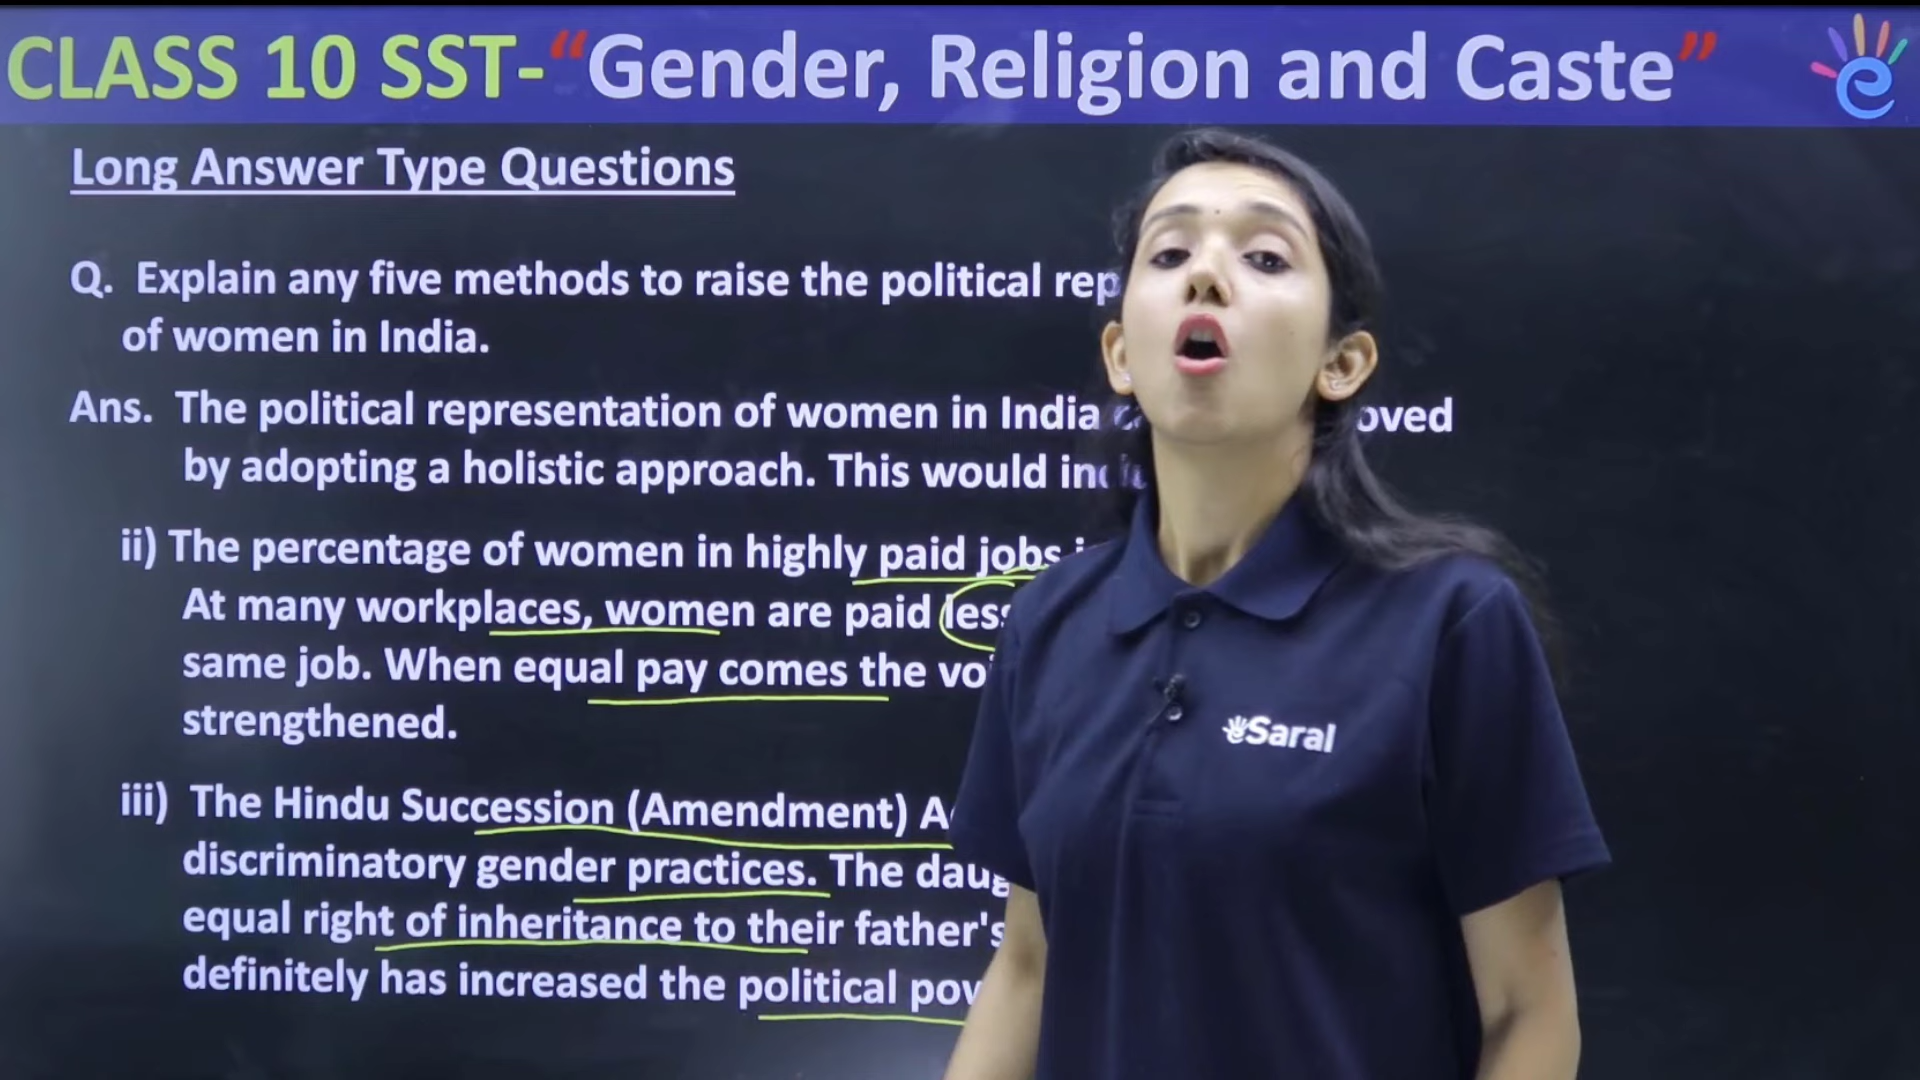 CLASS 10 SST-“Gender, Religion and Caste”
Long Answer Type Questions
Q. Explain any five methods to raise the political
of women in India.
Ans. The political representation of women in India
by adopting a holistic approach. This would
ii) The percentage of women in highly paid jobs
At many workplaces, women are paid
same job. When equal pay comes the
strengthened.
iii) The Hindu Succession (Amendment)
discriminatory gender practices. The
equal right of inheritance to their father's
definitely has increased the political
eSaral